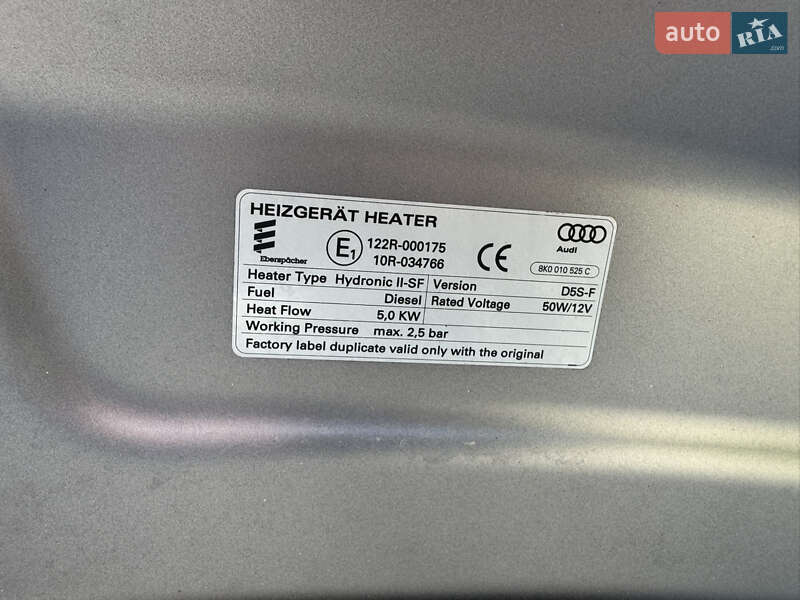 auto RIA
.com
HEIZGERÄT HEATER
Eberspächer
E1
122R-000175
10R-034766
CE
Audi
8K0 010 525 C
Heater Type Hydronic II-SF Version D5S-F
Fuel Diesel Rated Voltage 50W/12V
Heat Flow 5,0 KW
Working Pressure max. 2,5 bar
Factory label duplicate valid only with the original